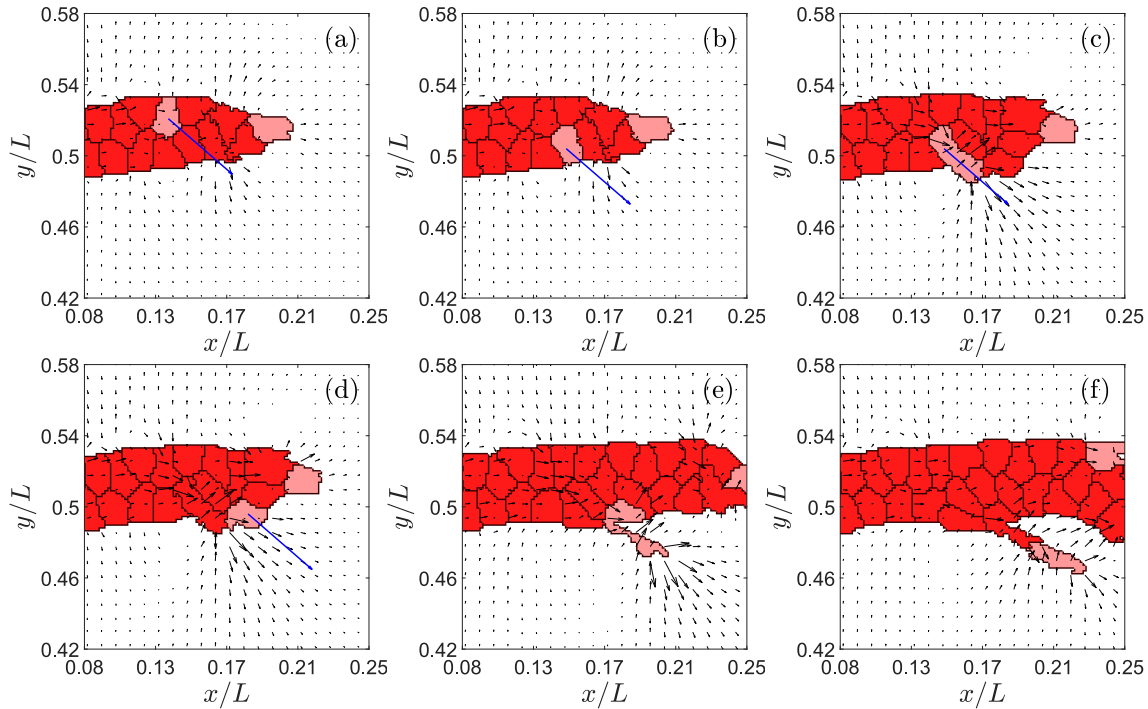 0.58 (a) 0.58 (b) 0.58 (c)
0.54 0.54 0.54
y/L 0.5 y/L 0.5 y/L 0.5
0.46 0.46 0.46
0.42 0.42 0.42
0.08 0.13 0.17 0.21 0.25 0.08 0.13 0.17 0.21 0.25 0.08 0.13 0.17 0.21 0.25
x/L x/L x/L
0.58 (d) 0.58 (e) 0.58 (f)
0.54 0.54 0.54
y/L 0.5 y/L 0.5 y/L 0.5
0.46 0.46 0.46
0.42 0.42 0.42
0.08 0.13 0.17 0.21 0.25 0.08 0.13 0.17 0.21 0.25 0.08 0.13 0.17 0.21 0.25
x/L x/L x/L